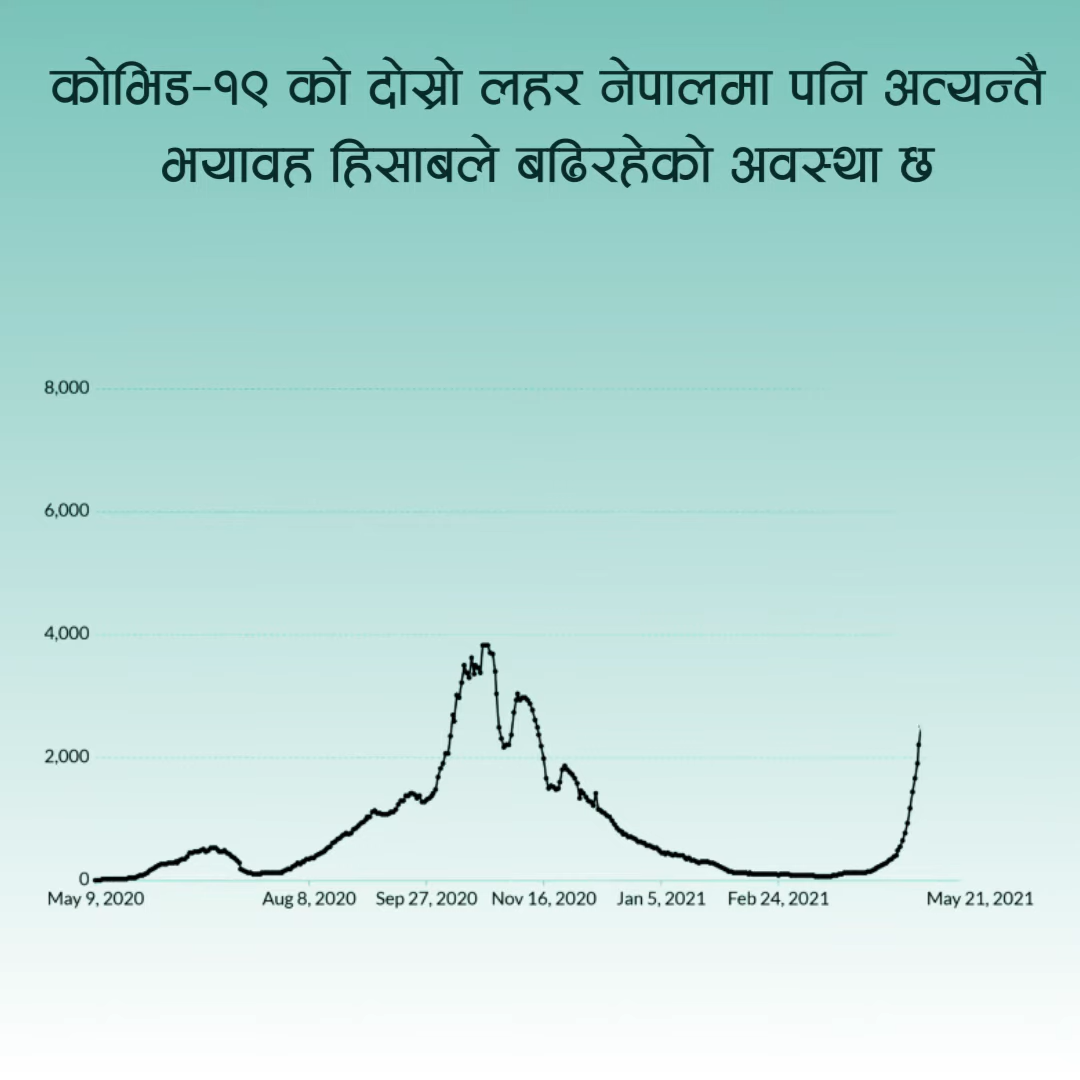 कोभिड-१९ को दोस्रो लहर नेपालमा पनि अत्यन्तै
भयावह हिसाबले बढिरहेको अवस्था छ
8,000
6,000
4,000
2,000
0
May 9, 2020 Aug 8, 2020 Sep 27, 2020 Nov 16, 2020 Jan 5, 2021 Feb 24, 2021 May 21, 2021